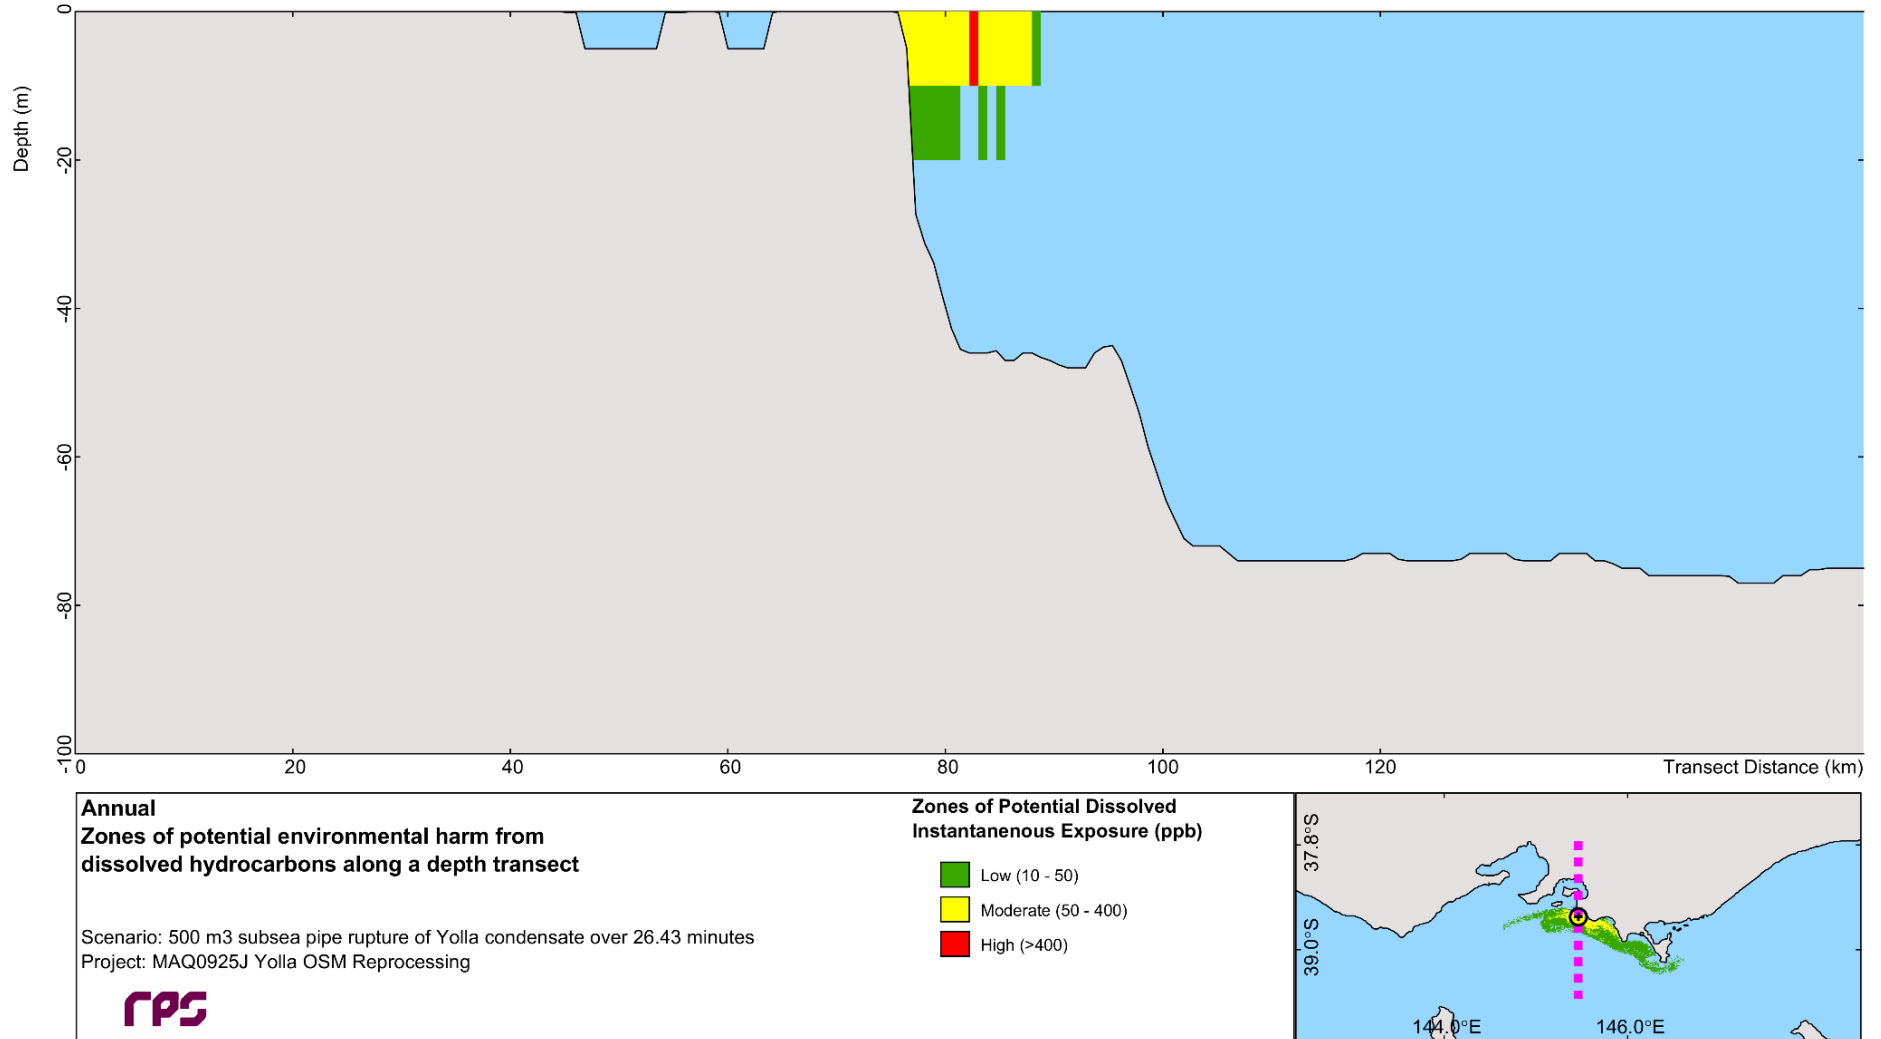 0
Depth (m)
-20
-40
-60
-80
-100
0
20
40
60
80
100
120
Transect Distance (km)
Annual
Zones of potential environmental harm from
dissolved hydrocarbons along a depth transect
Scenario: 500 m3 subsea pipe rupture of Yolla condensate over 26.43 minutes
Project: MAQ0925J Yolla OSM Reprocessing
rps
Zones of Potential Dissolved
Instantanenous Exposure (ppb)
Low (10 - 50)
Moderate (50 - 400)
High (>400)
37.8°S
39.0°S
144.0°E
146.0°E